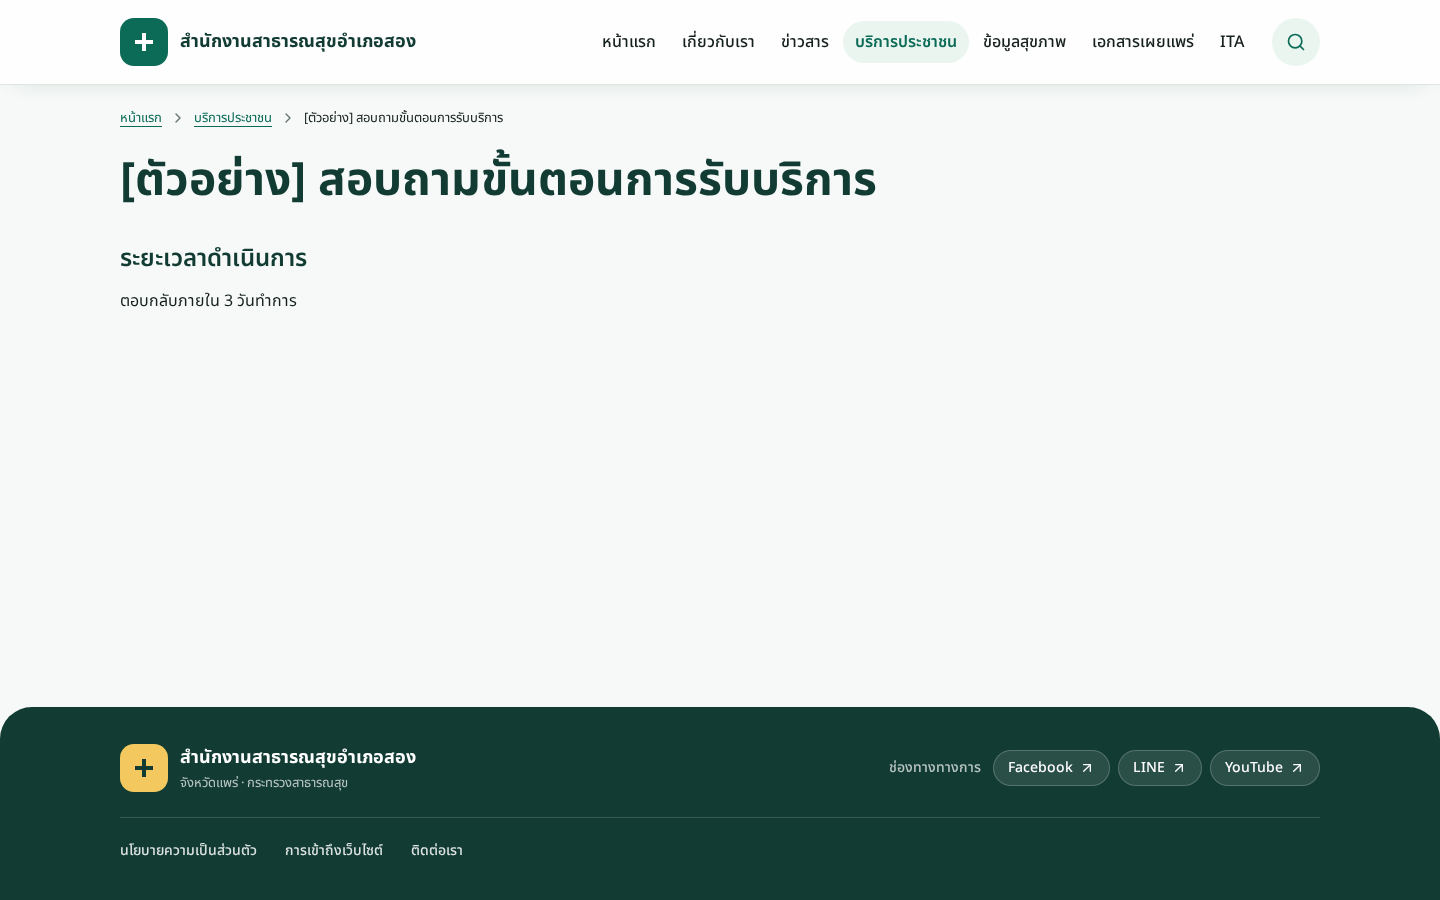 สำนักงานสาธารณสุขอำเภอสอง
หน้าแรก เกี่ยวกับเรา ข่าวสาร บริการประชาชน ข้อมูลสุขภาพ เอกสารเผยแพร่ ITA
หน้าแรก บริการประชาชน [ตัวอย่าง] สอบถามขั้นตอนการรับบริการ
[ตัวอย่าง] สอบถามขั้นตอนการรับบริการ
ระยะเวลาดำเนินการ
ตอบกลับภายใน 3 วันทำการ
สำนักงานสาธารณสุขอำเภอสอง
จังหวัดแพร่ · กระทรวงสาธารณสุข
ช่องทางทางการ Facebook LINE YouTube
นโยบายความเป็นส่วนตัว การเข้าถึงเว็บไซต์ ติดต่อเรา